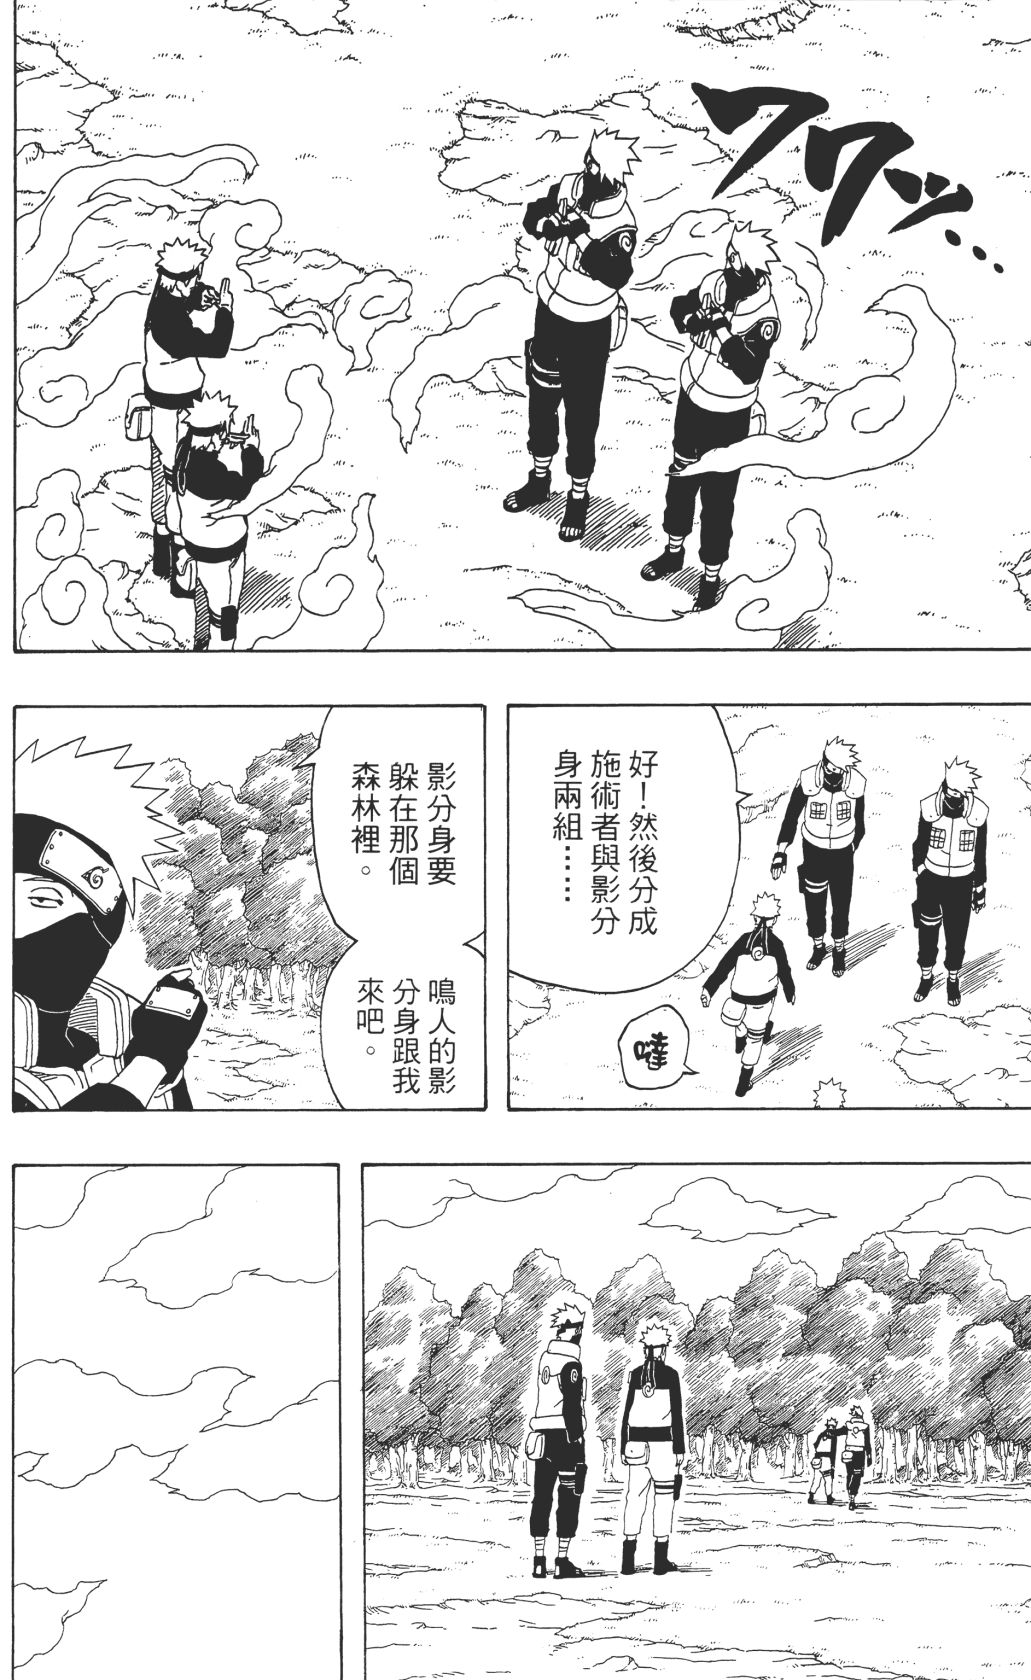 ワワッ…
好！然後分成
施術者與影分
身兩組……
噠
影分身要
躲在那個
森林裡。
鳴人的影
分身跟我
來吧。